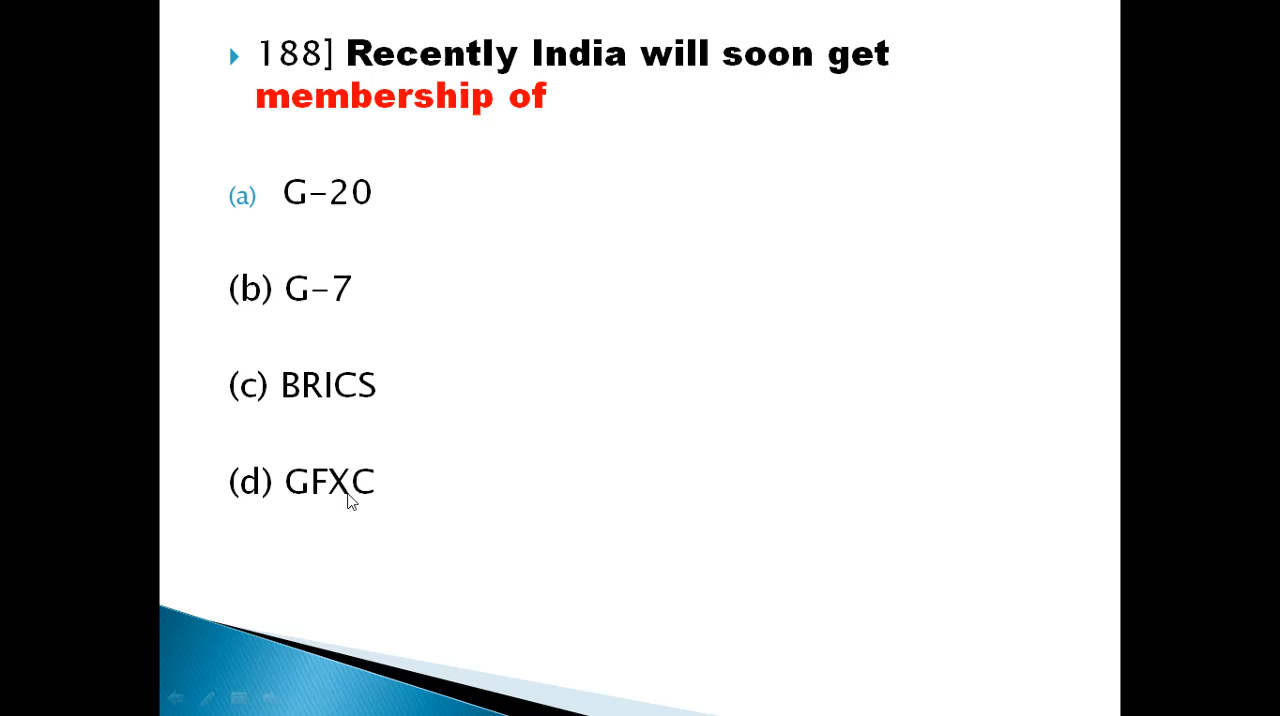 188] Recently India will soon get
membership of
(a) G-20
(b) G-7
(c) BRICS
(d) GFXC